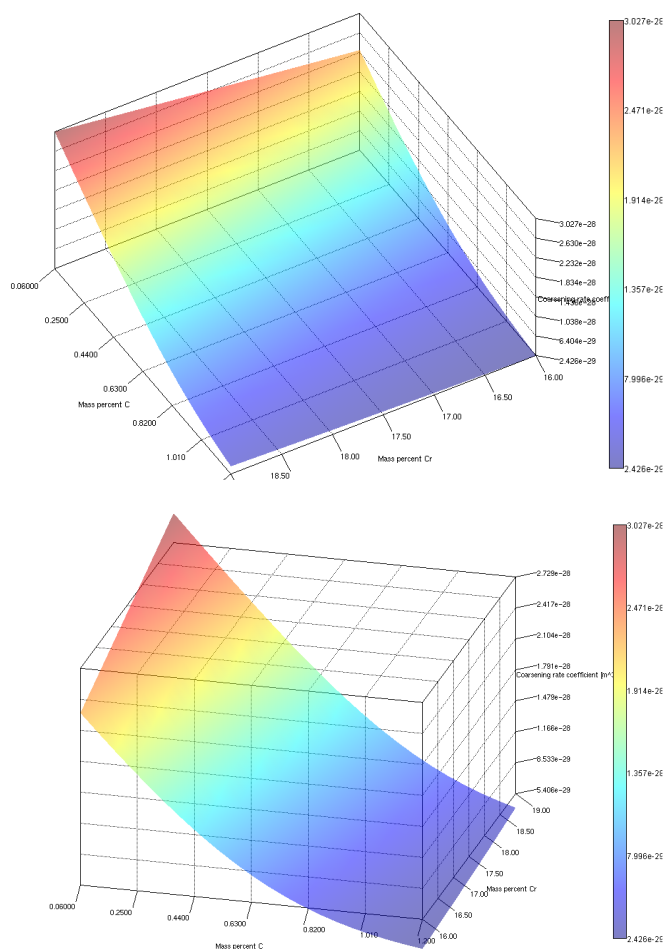 3.027e-28
2.471e-28
1.914e-28
1.357e-28
7.996e-29
2.426e-29
3.027e-28
2.630e-28
2.232e-28
1.834e-28
1.436e-28
Coarsening rate coeff
1.038e-28
6.404e-29
2.426e-29
0.06000
0.2500
0.4400
0.6300
0.8200
1.010
Mass percent C
16.00
16.50
17.00
17.50
18.00
18.50
Mass percent Cr
3.027e-28
2.471e-28
1.914e-28
1.357e-28
7.996e-29
2.426e-29
2.729e-28
2.417e-28
2.104e-28
1.791e-28
Coarsening rate coefficient [m^
1.479e-28
1.166e-28
8.533e-29
5.406e-29
19.00
18.50
18.00
17.50
17.00
16.50
16.00
Mass percent Cr
0.06000
0.2500
0.4400
0.6300
0.8200
1.010
1.200
Mass percent C